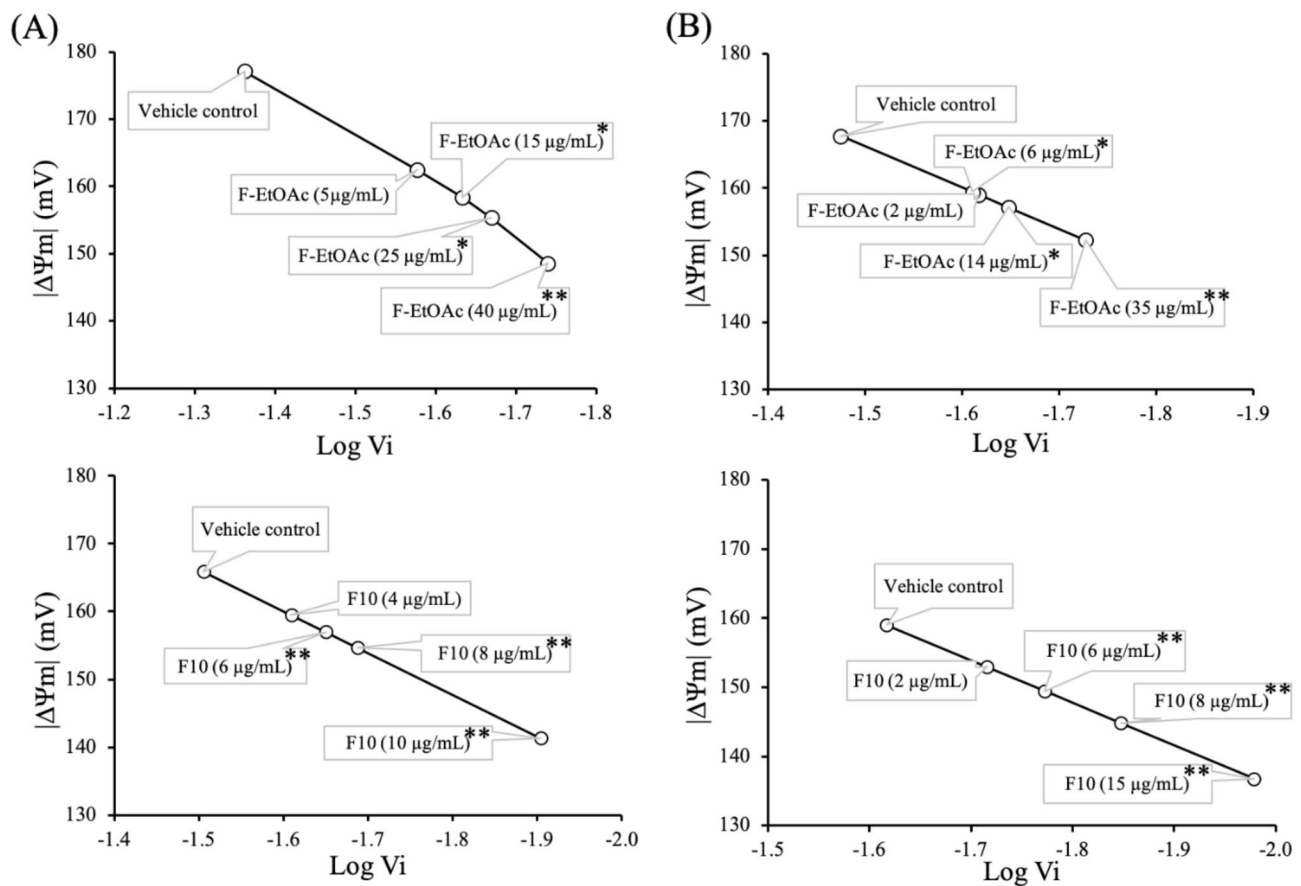 (A)
180
170
160
150
140
130
|ΔΨm| (mV)
Vehicle control
F-EtOAc (15 µg/mL)*
F-EtOAc (5µg/mL)
F-EtOAc (25 µg/mL)*
F-EtOAc (40 µg/mL)**
-1.2 -1.3 -1.4 -1.5 -1.6 -1.7 -1.8
Log Vi
(B)
180
170
160
150
140
130
|ΔΨm| (mV)
Vehicle control
F-EtOAc (6 µg/mL)*
F-EtOAc (2 µg/mL)
F-EtOAc (14 µg/mL)*
F-EtOAc (35 µg/mL)**
-1.4 -1.5 -1.6 -1.7 -1.8 -1.9
Log Vi
180
170
160
150
140
130
|ΔΨm| (mV)
Vehicle control
F10 (4 µg/mL)
F10 (6 µg/mL)**
F10 (8 µg/mL)**
F10 (10 µg/mL)**
-1.4 -1.5 -1.6 -1.7 -1.8 -1.9 -2.0
Log Vi
180
170
160
150
140
130
|ΔΨm| (mV)
Vehicle control
F10 (6 µg/mL)**
F10 (2 µg/mL)
F10 (8 µg/mL)**
F10 (15 µg/mL)**
-1.5 -1.6 -1.7 -1.8 -1.9 -2.0
Log Vi